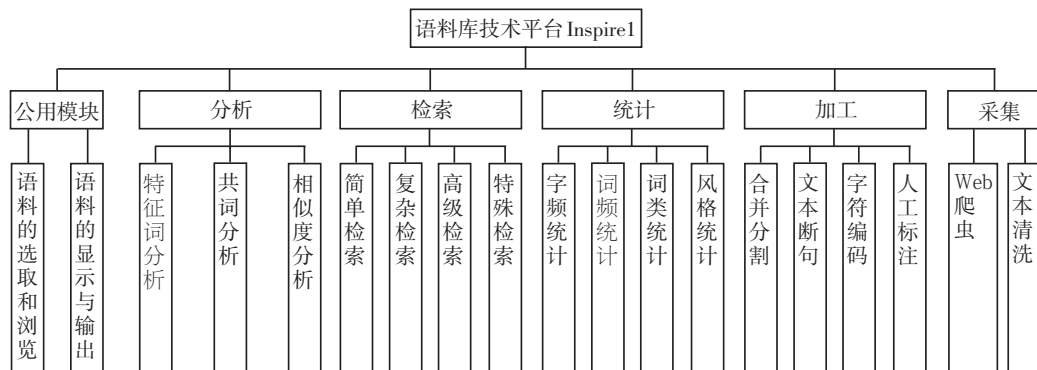 语料库技术平台Inspire1
公用模块
分析
检索
统计
加工
采集
语料的选取和浏览
语料的显示与输出
特征词分析
共词分析
相似度分析
简单检索
复杂检索
高级检索
特殊检索
字频统计
词频统计
词类统计
风格统计
合并分割
文本断句
字符编码
人工标注
Web爬虫
文本清洗